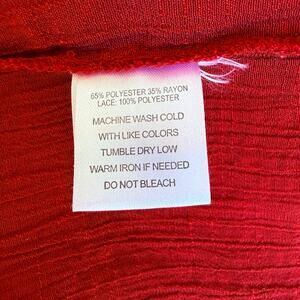 65% POLYESTER 35% RAYON
LACE: 100% POLYESTER
MACHINE WASH COLD
WITH LIKE COLORS
TUMBLE DRY LOW
WARM IRON IF NEEDED
DO NOT BLEACH